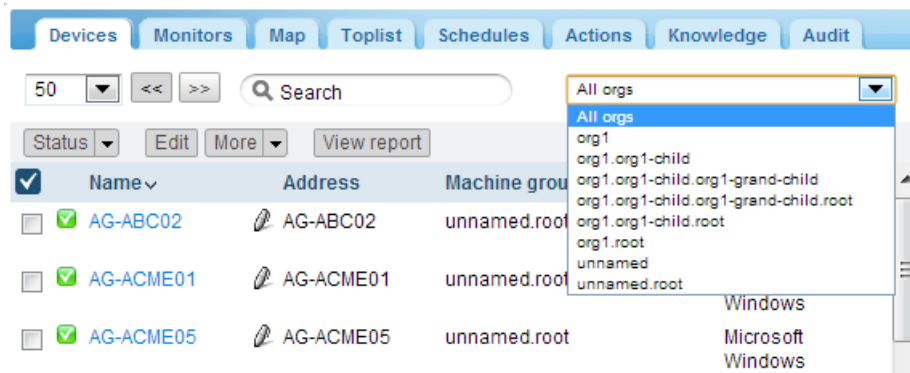 Devices Monitors Map Toplist Schedules Actions Knowledge Audit
50 << >> Search All orgs
All orgs
org1
org1.org1-child
org1.org1-child.org1-grand-child
org1.org1-child.org1-grand-child.root
org1.org1-child.root
org1.root
unnamed
unnamed.root
Status Edit More View report
Name Address Machine grou
AG-ABC02 AG-ABC02 unnamed.root
AG-ACME01 AG-ACME01 unnamed.root
Windows
AG-ACME05 AG-ACME05 unnamed.root Microsoft
Windows